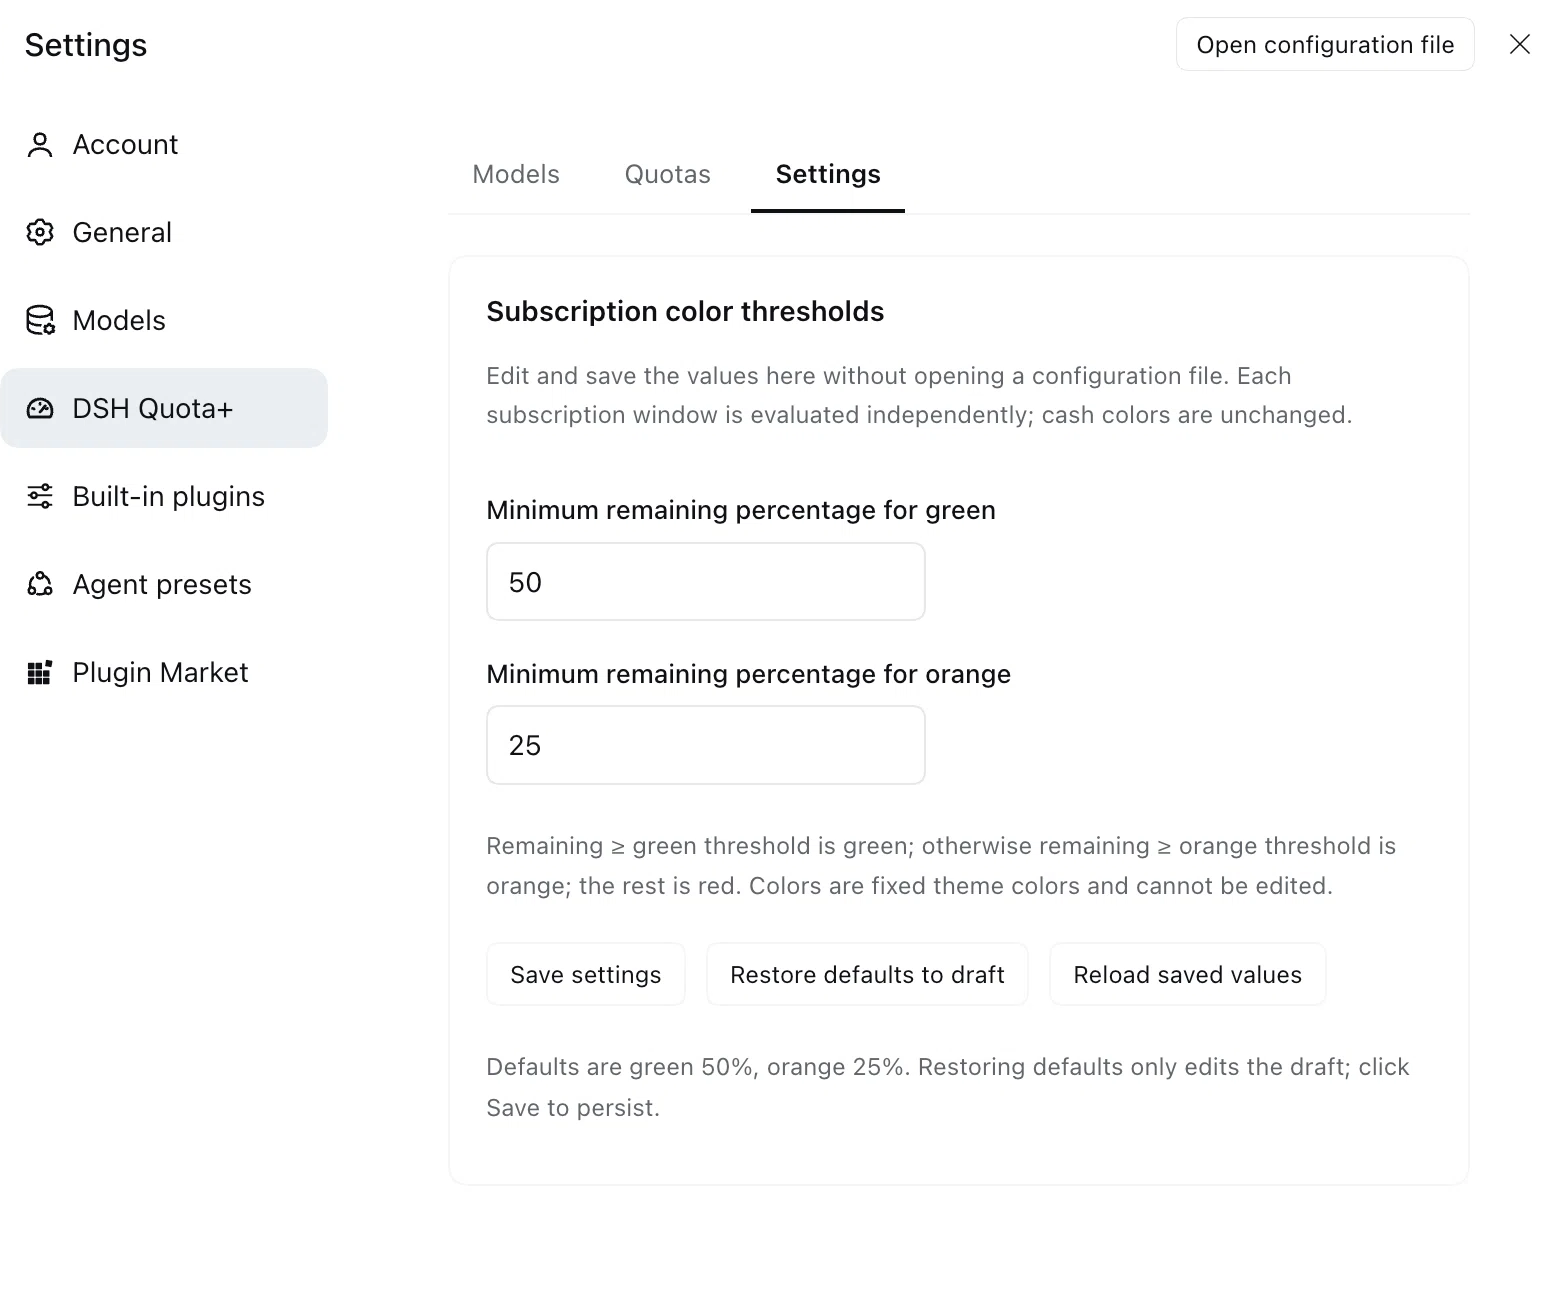 Settings
Open configuration file
Account
General
Models
DSH Quota+
Built-in plugins
Agent presets
Plugin Market
Models
Quotas
Settings
Subscription color thresholds
Edit and save the values here without opening a configuration file. Each
subscription window is evaluated independently; cash colors are unchanged.
Minimum remaining percentage for green
50
Minimum remaining percentage for orange
25
Remaining ≥ green threshold is green; otherwise remaining ≥ orange threshold is
orange; the rest is red. Colors are fixed theme colors and cannot be edited.
Save settings
Restore defaults to draft
Reload saved values
Defaults are green 50%, orange 25%. Restoring defaults only edits the draft; click
Save to persist.